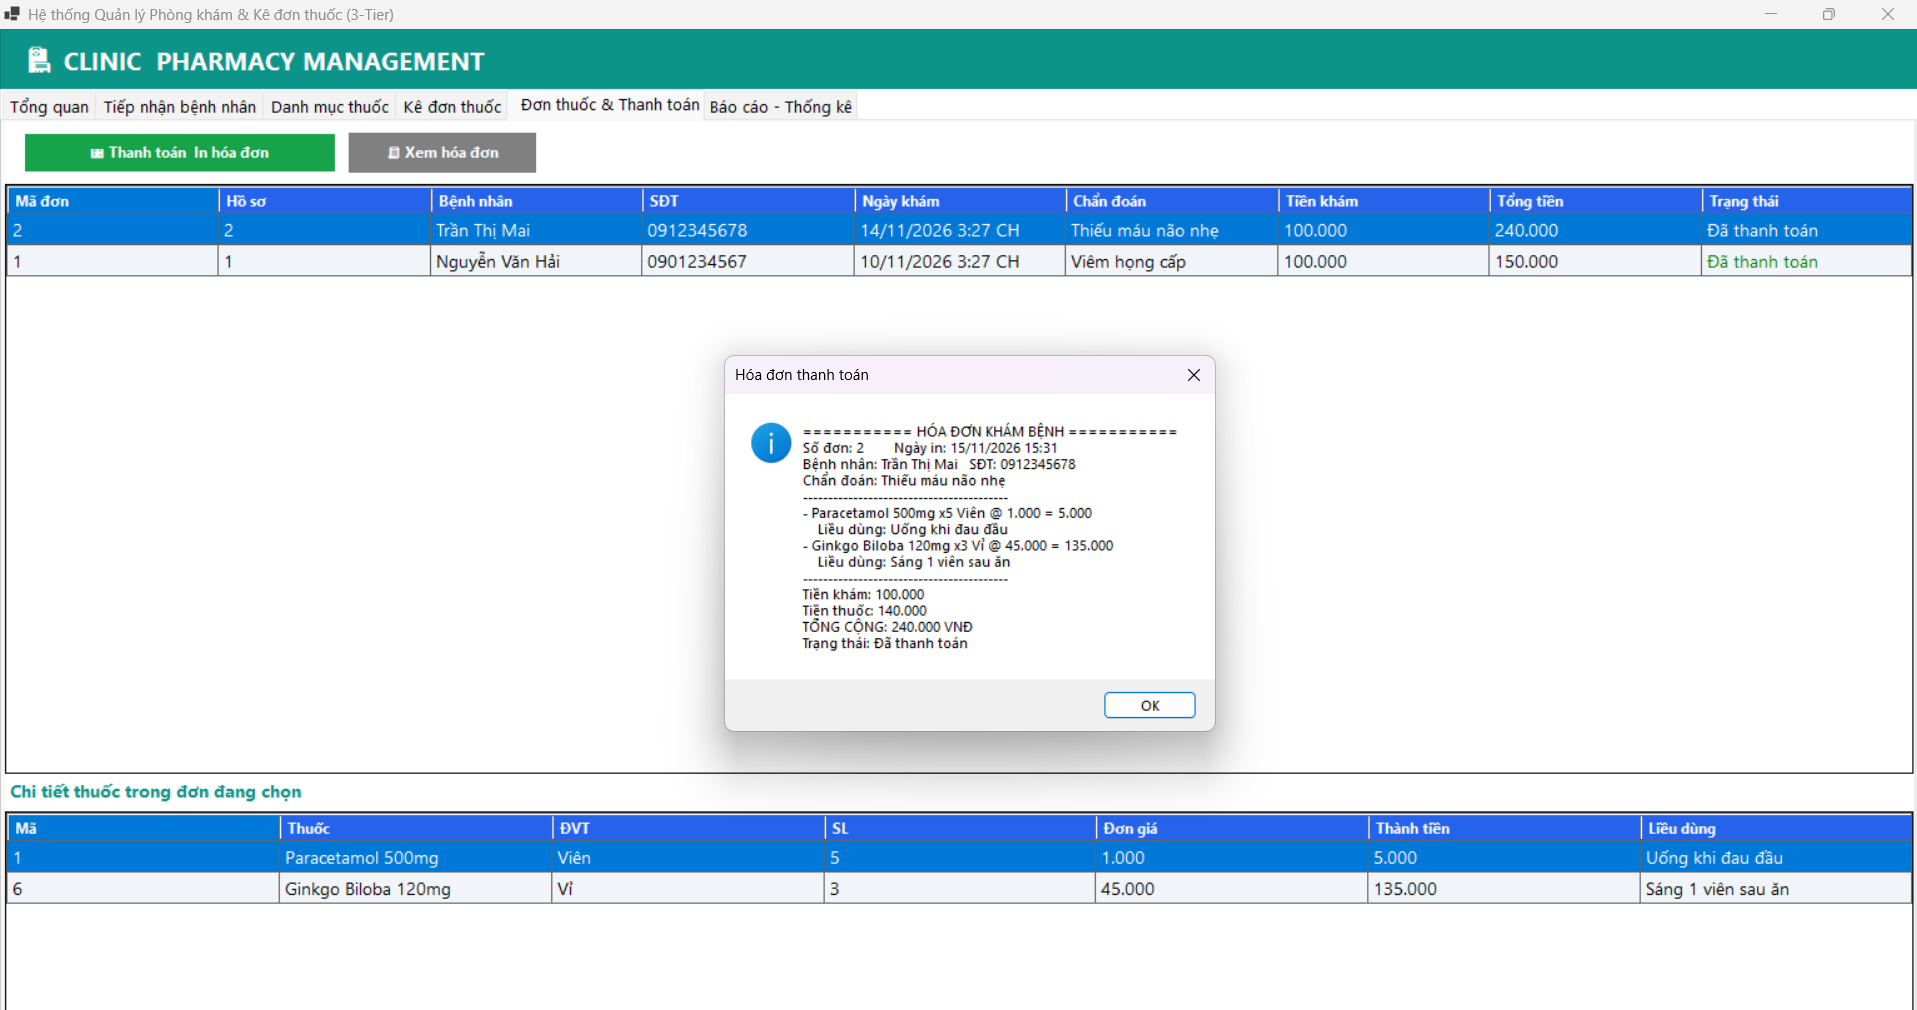 Hệ thống Quản lý Phòng khám & Kê đơn thuốc (3-Tier)
CLINIC PHARMACY MANAGEMENT
Tổng quan Tiếp nhận bệnh nhân Danh mục thuốc Kê đơn thuốc Đơn thuốc & Thanh toán Báo cáo - Thống kê
Thanh toán In hóa đơn Xem hóa đơn
Mã đơn Hồ sơ Bệnh nhân SĐT Ngày khám Chẩn đoán Tiền khám Tổng tiền Trạng thái
2 2 Trần Thị Mai 0912345678 14/11/2026 3:27 CH Thiếu máu não nhẹ 100.000 240.000 Đã thanh toán
1 1 Nguyễn Văn Hải 0901234567 10/11/2026 3:27 CH Viêm họng cấp 100.000 150.000 Đã thanh toán
Hóa đơn thanh toán
=========== HÓA ĐƠN KHÁM BỆNH ===========
Số đơn: 2 Ngày in: 15/11/2026 15:31
Bệnh nhân: Trần Thị Mai SĐT: 0912345678
Chẩn đoán: Thiếu máu não nhẹ
-----------------------------------------
- Paracetamol 500mg x5 Viên @ 1.000 = 5.000
Liều dùng: Uống khi đau đầu
- Ginkgo Biloba 120mg x3 Vỉ @ 45.000 = 135.000
Liều dùng: Sáng 1 viên sau ăn
-----------------------------------------
Tiền khám: 100.000
Tiền thuốc: 140.000
TỔNG CỘNG: 240.000 VNĐ
Trạng thái: Đã thanh toán
OK
Chi tiết thuốc trong đơn đang chọn
Mã Thuốc ĐVT SL Đơn giá Thành tiền Liều dùng
1 Paracetamol 500mg Viên 5 1.000 5.000 Uống khi đau đầu
6 Ginkgo Biloba 120mg Vỉ 3 45.000 135.000 Sáng 1 viên sau ăn